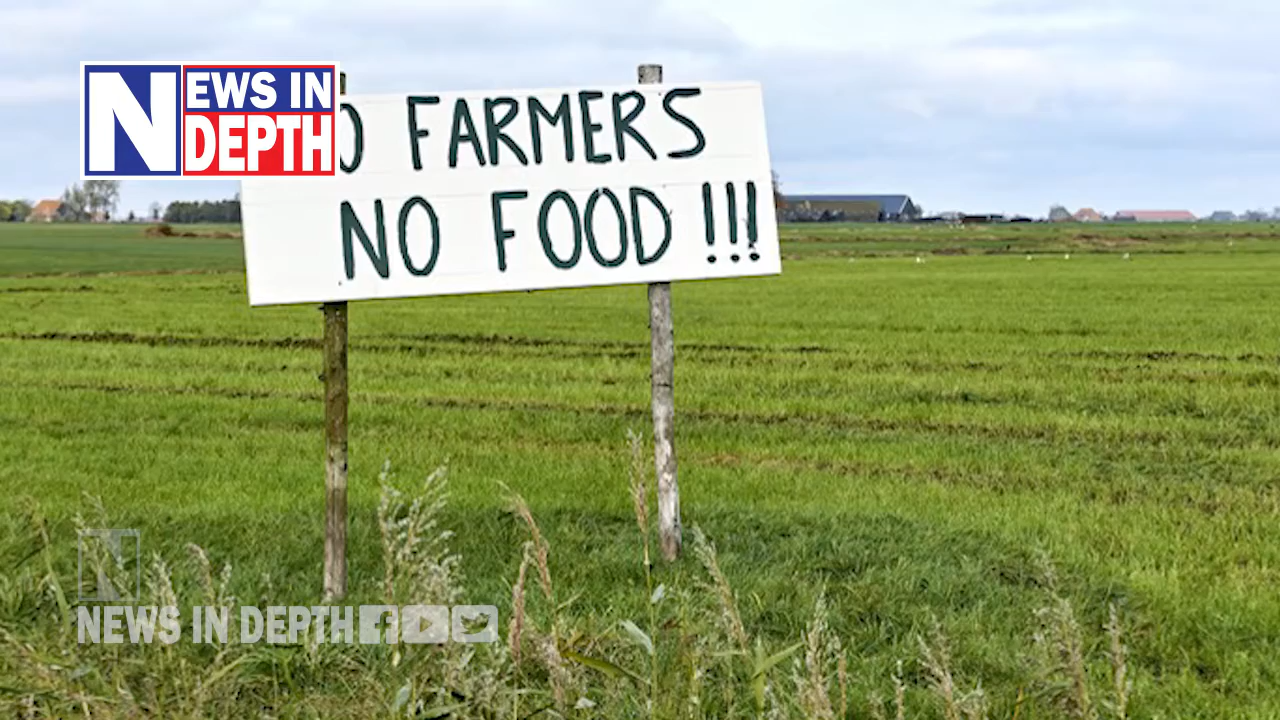 NEWS IN
DEPTH
O FARMERS
NO FOOD !!!
NEWS IN DEPTH